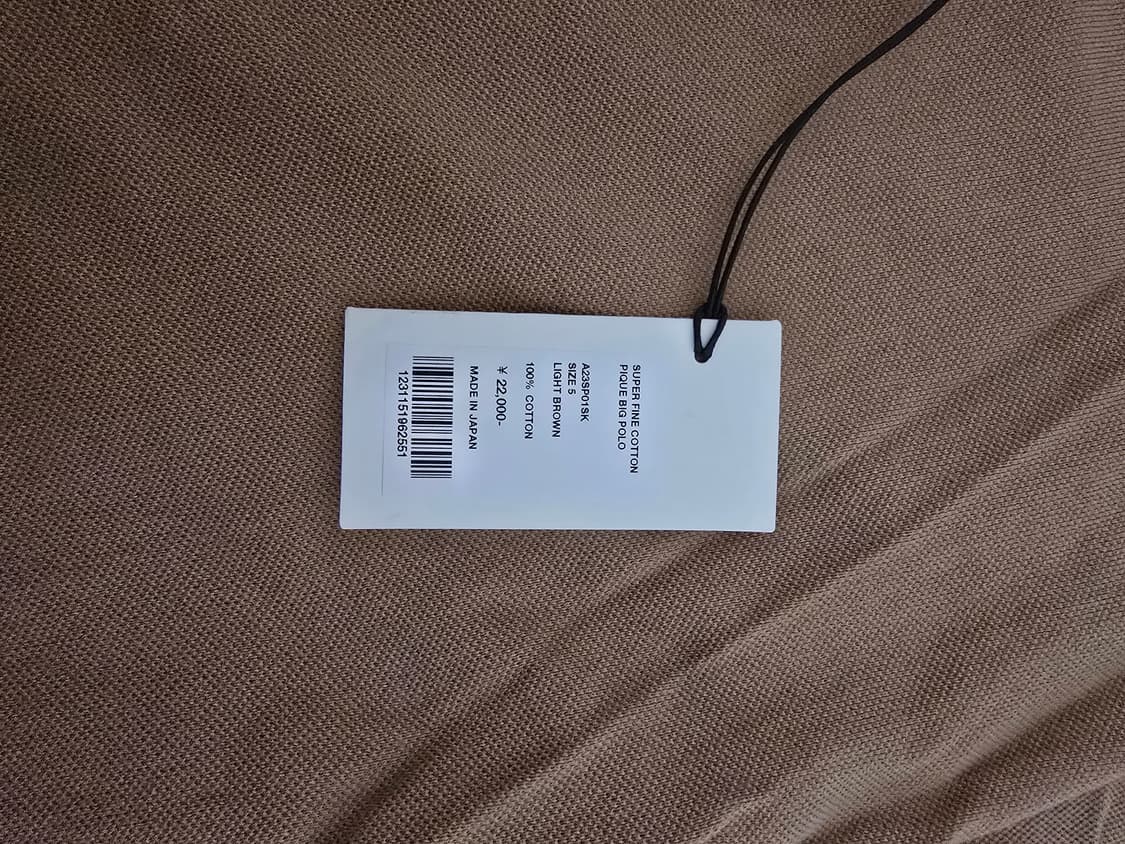 SUPER FINE COTTON
PIQUE BIG POLO
A23SP01SK
SIZE 5
LIGHT BROWN
100% COTTON
¥ 22,000-
MADE IN JAPAN
1231151962551